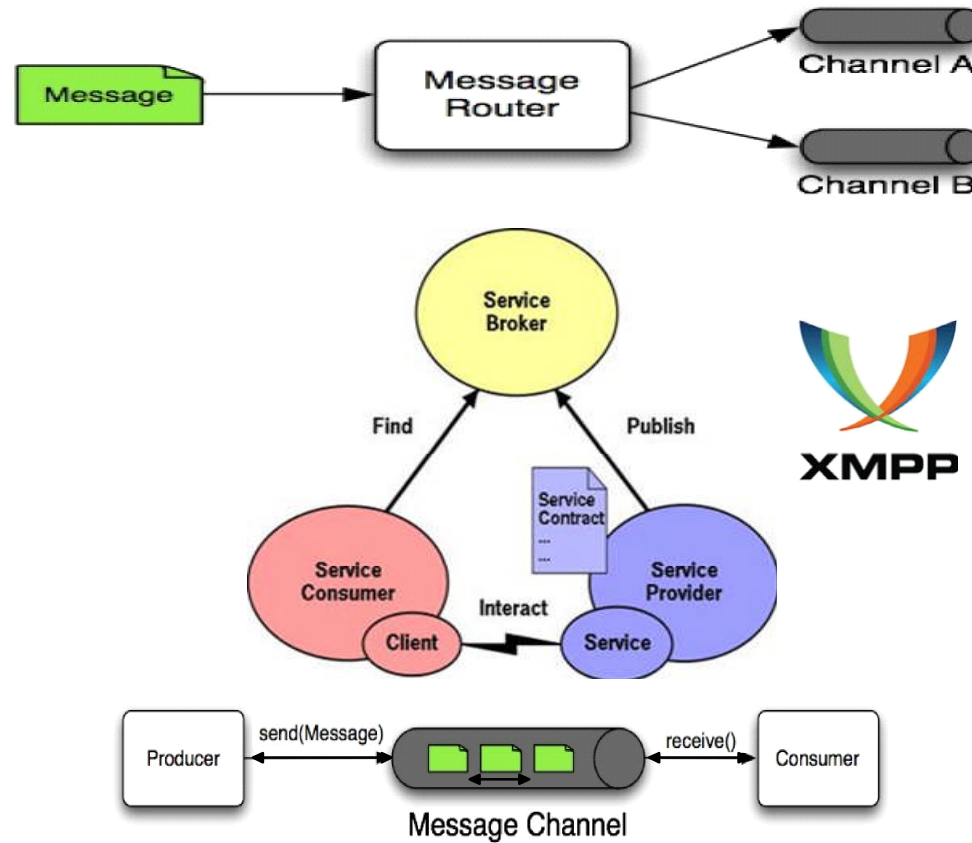 Message
Message
Router
Channel A
Channel B
Service
Broker
Find
Publish
XMPP
Service
Contract
...
...
Service
Consumer
Service
Provider
Interact
Client
Service
Producer
send(Message)
receive()
Consumer
Message Channel